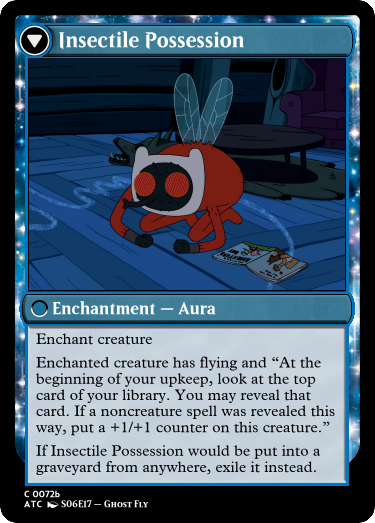 Insectile Possession
Enchantment — Aura
Enchant creature
Enchanted creature has flying and “At the
beginning of your upkeep, look at the top
card of your library. You may reveal that
card. If a noncreature spell was revealed this
way, put a +1/+1 counter on this creature.”
If Insectile Possession would be put into a
graveyard from anywhere, exile it instead.
C 0072b
ATC S06E17 — Ghost Fly